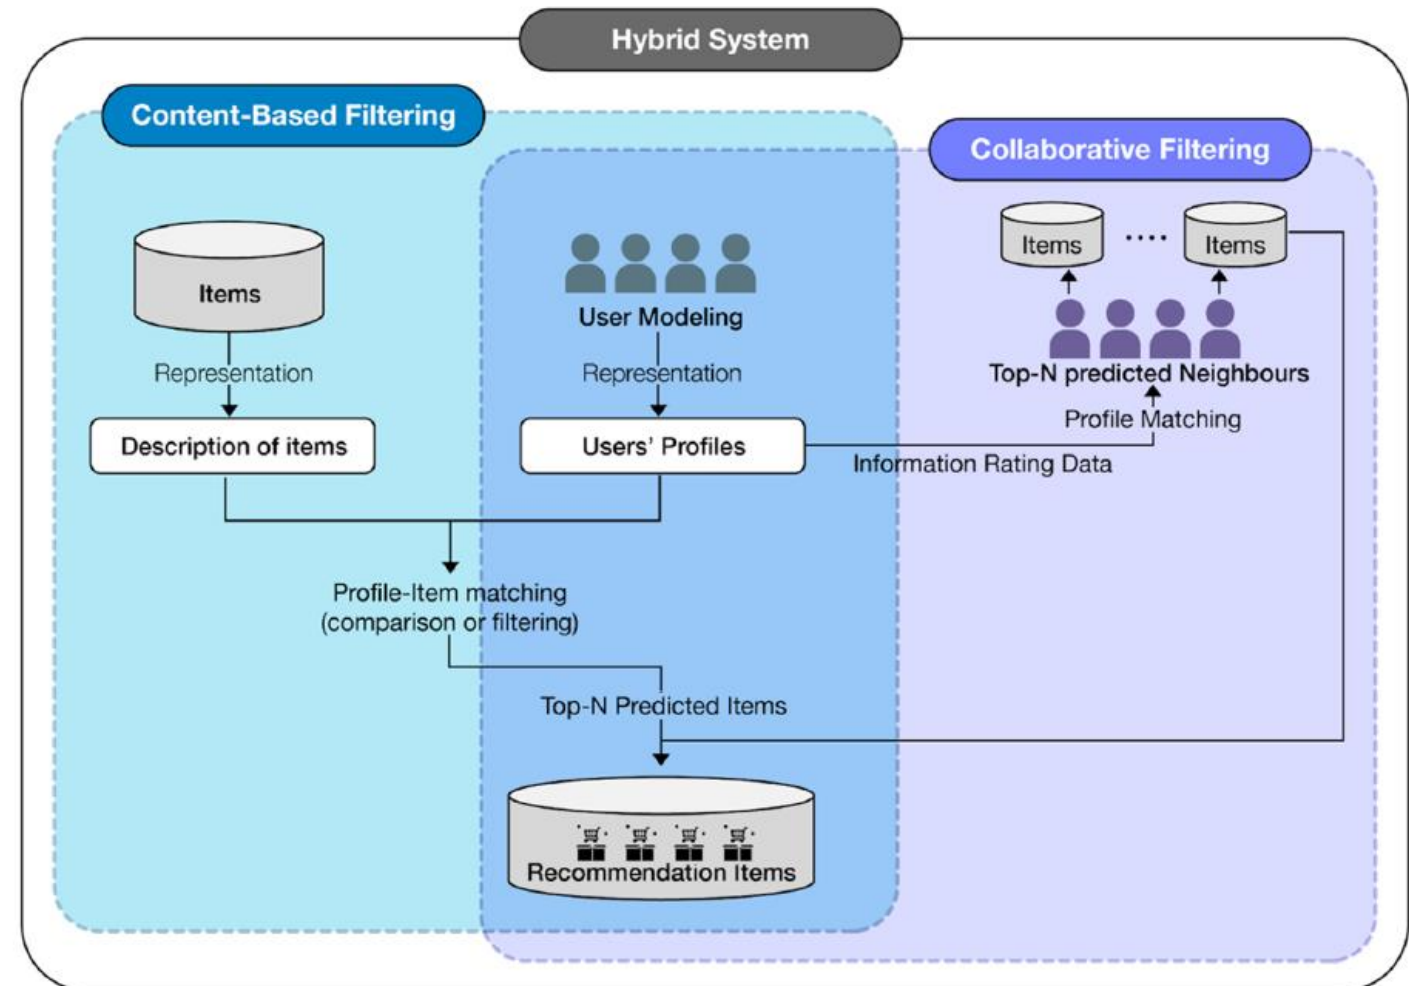 Hybrid System
Content-Based Filtering
Collaborative Filtering
Items
Representation
Description of items
User Modeling
Representation
Users' Profiles
Items
....
Items
Top-N predicted Neighbours
Profile Matching
Information Rating Data
Profile-Item matching
(comparison or filtering)
Top-N Predicted Items
Recommendation Items